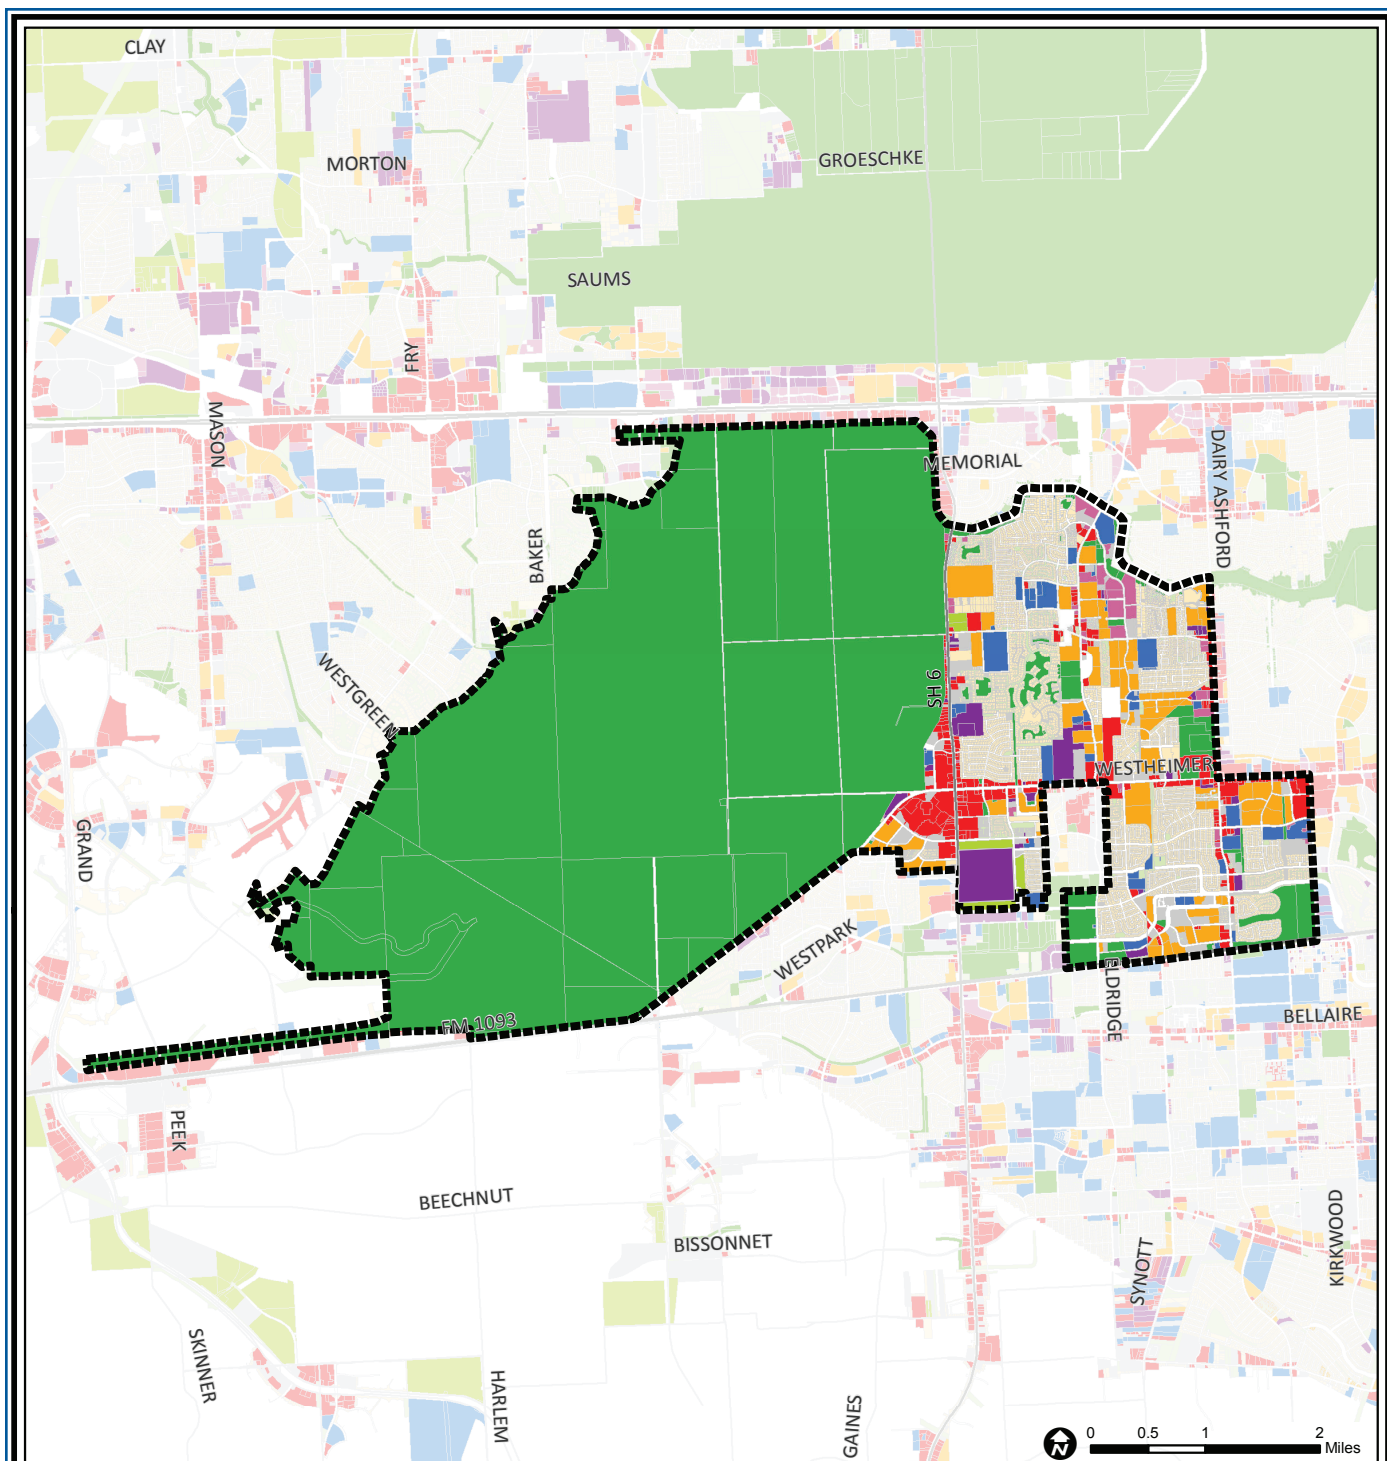 CLAY
MORTON
GROESCHKE
SAUMS
FRY
MASON
MEMORIAL
DAIRY ASHFORD
BAKER
WESTGREEN
SH 6
WESTHEIMER
GRAND
WESTPARK
ELDRIDGE
FM 1093
BELLAIRE
PEEK
BEECHNUT
BISSONNET
KIRKWOOD
SYNOTT
SKINNER
HARLEM
GAINES
N
0 0.5 1 2
Miles